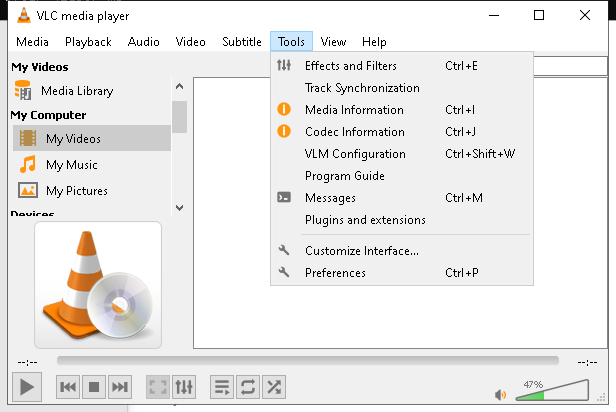 VLC media player
Media Playback Audio Video Subtitle Tools View Help
My Videos
Media Library
My Computer
My Videos
My Music
My Pictures
Devices
Effects and Filters Ctrl+E
Track Synchronization
Media Information Ctrl+I
Codec Information Ctrl+J
VLM Configuration Ctrl+Shift+W
Program Guide
Messages Ctrl+M
Plugins and extensions
Customize Interface...
Preferences Ctrl+P
--:-- --:--
47%